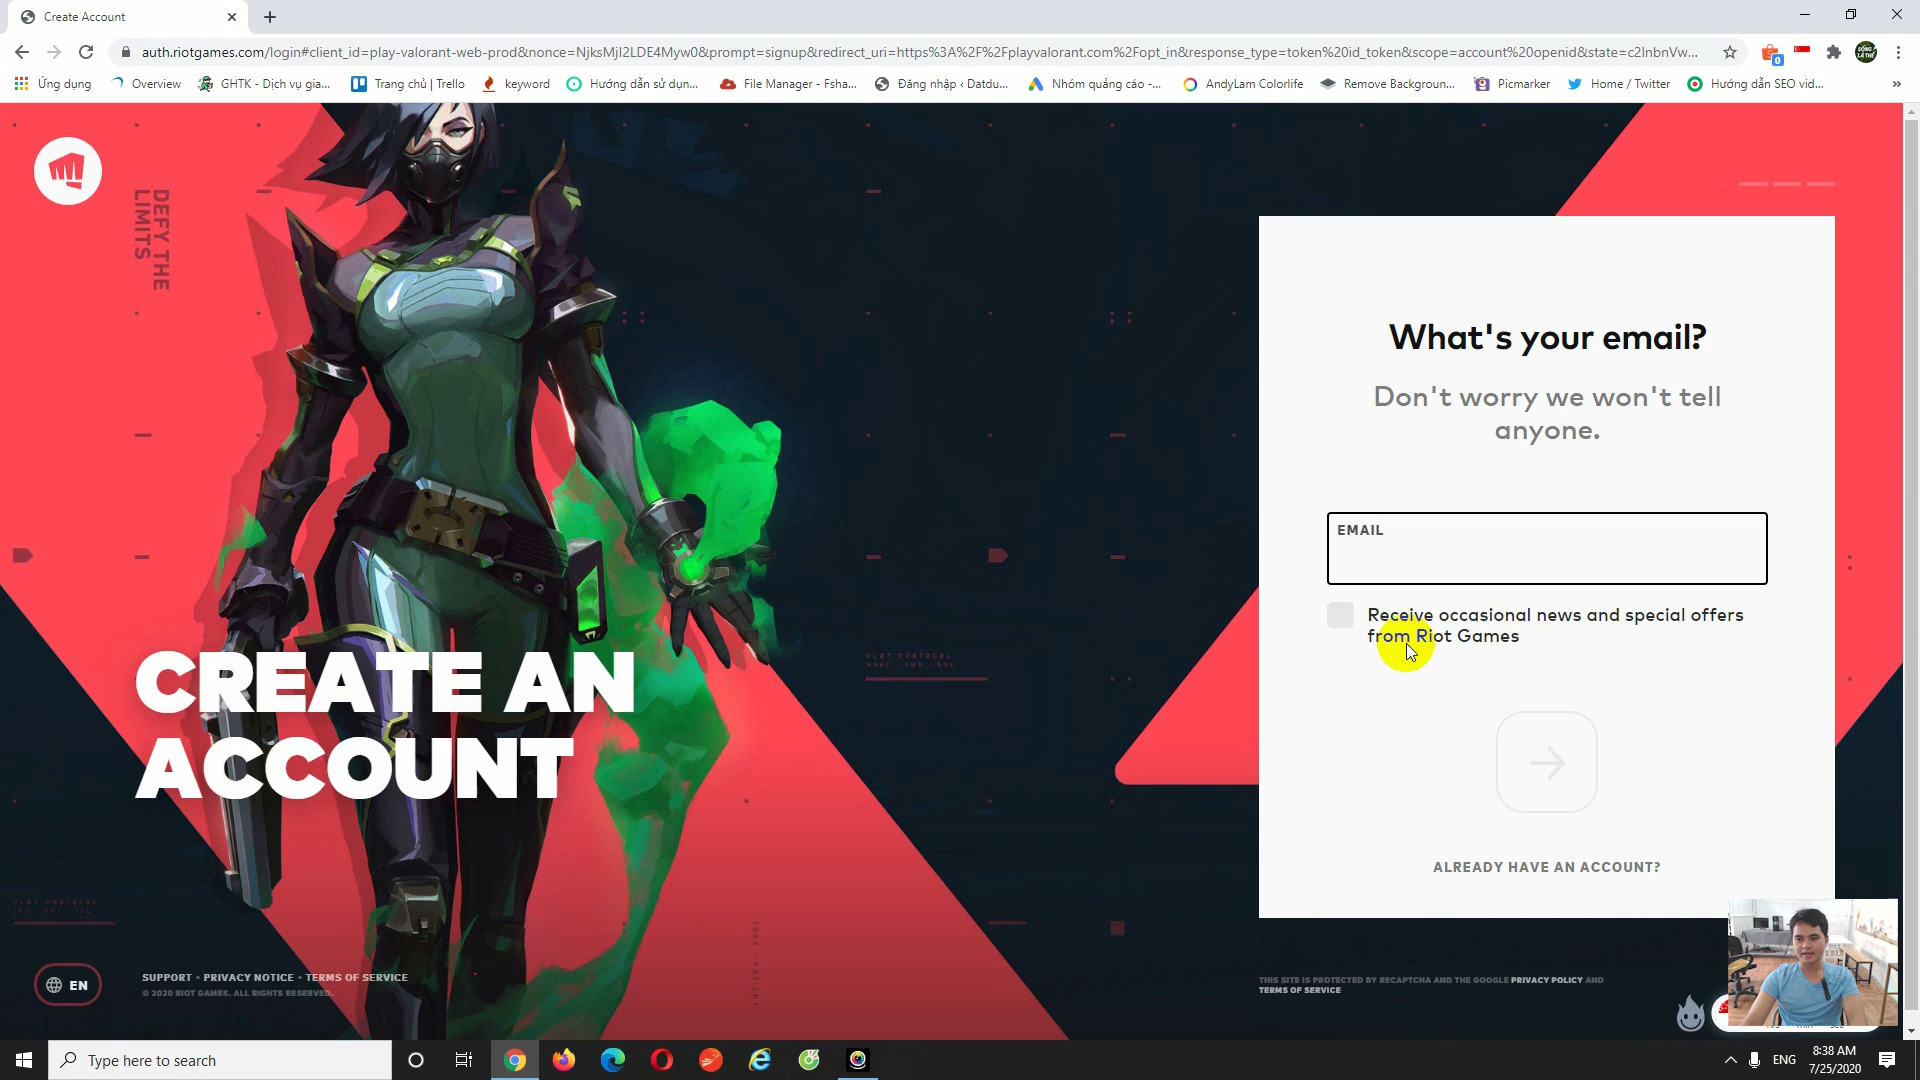 Create Account
auth.riotgames.com/login#client_id=play-valorant-web-prod&nonce=NjksMjI2LDE4Myw0&prompt=signup&redirect_uri=https%3A%2F%2Fplayvalorant.com%2Fopt_in&response_type=token%20id_token&scope=account%20openid&state=c2lnbnVw...
Ứng dụng
Overview
GHTK - Dịch vụ gia...
Trang chủ | Trello
keyword
Hướng dẫn sử dụn...
File Manager - Fsha...
Đăng nhập ‹ Datdu...
Nhóm quảng cáo -...
AndyLam Colorlife
Remove Backgroun...
Picmarker
Home / Twitter
Hướng dẫn SEO vid...
»
0
DEFY THE
LIMITS
What's your email?
Don't worry we won't tell
anyone.
EMAIL
Receive occasional news and special offers
from Riot Games
CREATE AN
ACCOUNT
ALREADY HAVE AN ACCOUNT?
EN
SUPPORT • PRIVACY NOTICE • TERMS OF SERVICE
© 2020 RIOT GAMES. ALL RIGHTS RESERVED.
THIS SITE IS PROTECTED BY RECAPTCHA AND THE GOOGLE PRIVACY POLICY AND
TERMS OF SERVICE
Type here to search
ENG
8:38 AM
7/25/2020